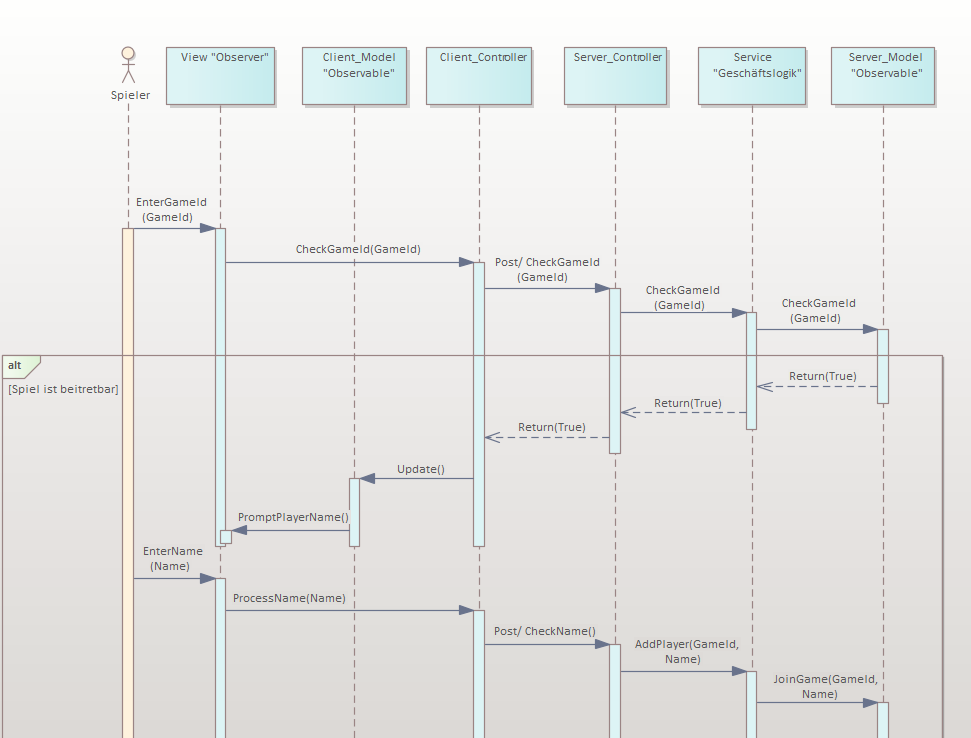 Spieler
View "Observer"
Client_Model
"Observable"
Client_Controller
Server_Controller
Service
"Geschäftslogik"
Server_Model
"Observable"
EnterGameId
(GameId)
CheckGameId(GameId)
Post/ CheckGameId
(GameId)
CheckGameId
(GameId)
CheckGameId
(GameId)
alt
[Spiel ist beitretbar]
Return(True)
Return(True)
Return(True)
Update()
PromptPlayerName()
EnterName
(Name)
ProcessName(Name)
Post/ CheckName()
AddPlayer(GameId,
Name)
JoinGame(GameId,
Name)